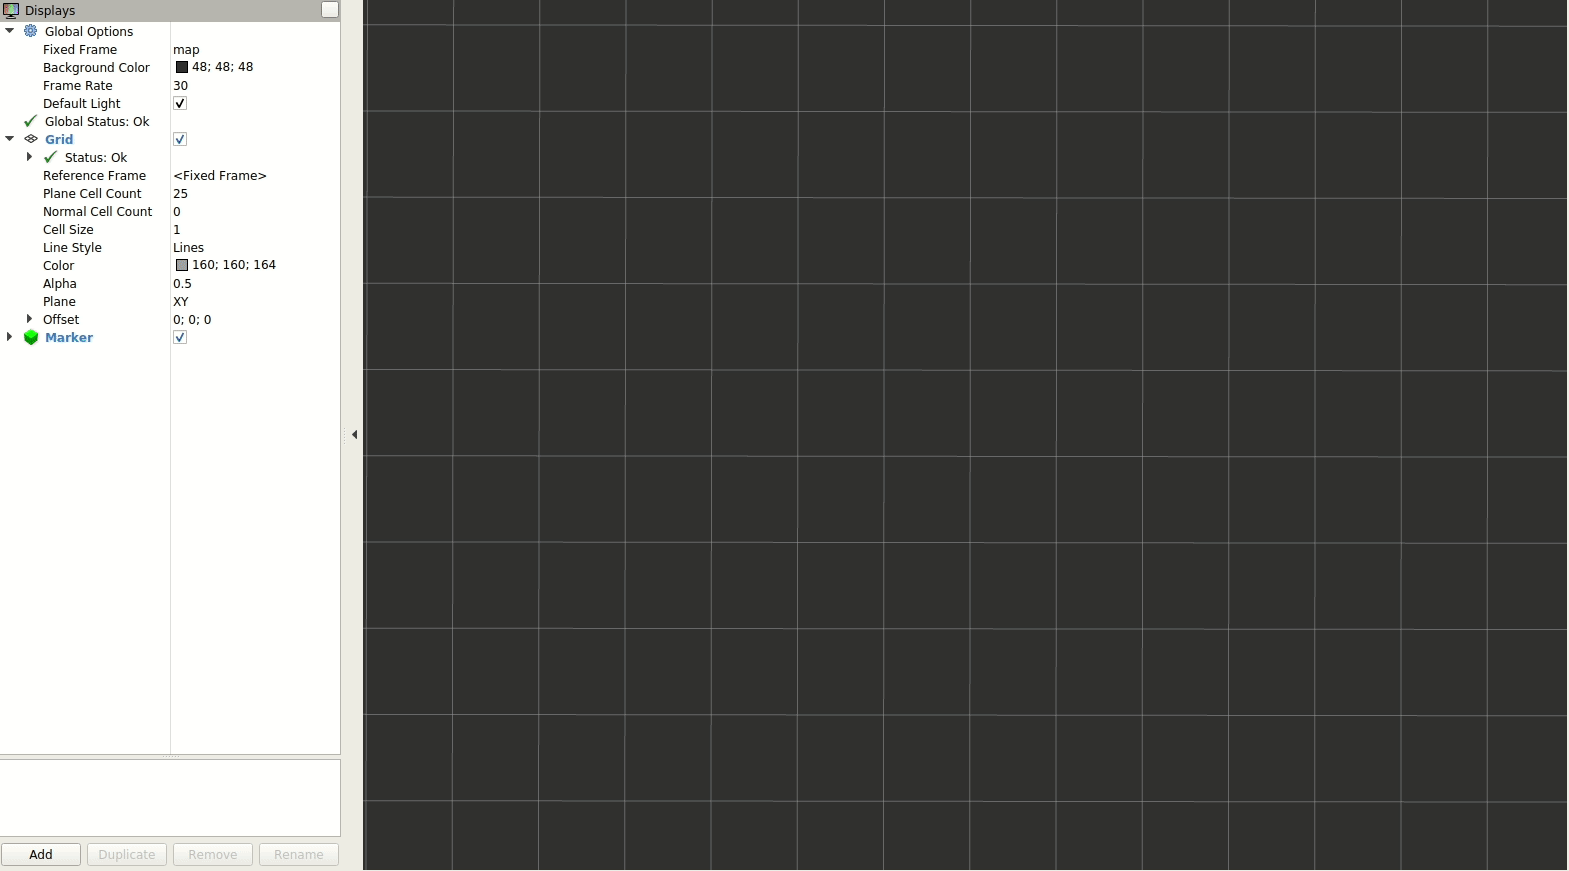 Displays
Global Options
Fixed Frame map
Background Color 48; 48; 48
Frame Rate 30
Default Light
Global Status: Ok
Grid
Status: Ok
Reference Frame <Fixed Frame>
Plane Cell Count 25
Normal Cell Count 0
Cell Size 1
Line Style Lines
Color 160; 160; 164
Alpha 0.5
Plane XY
Offset 0; 0; 0
Marker
Add Duplicate Remove Rename